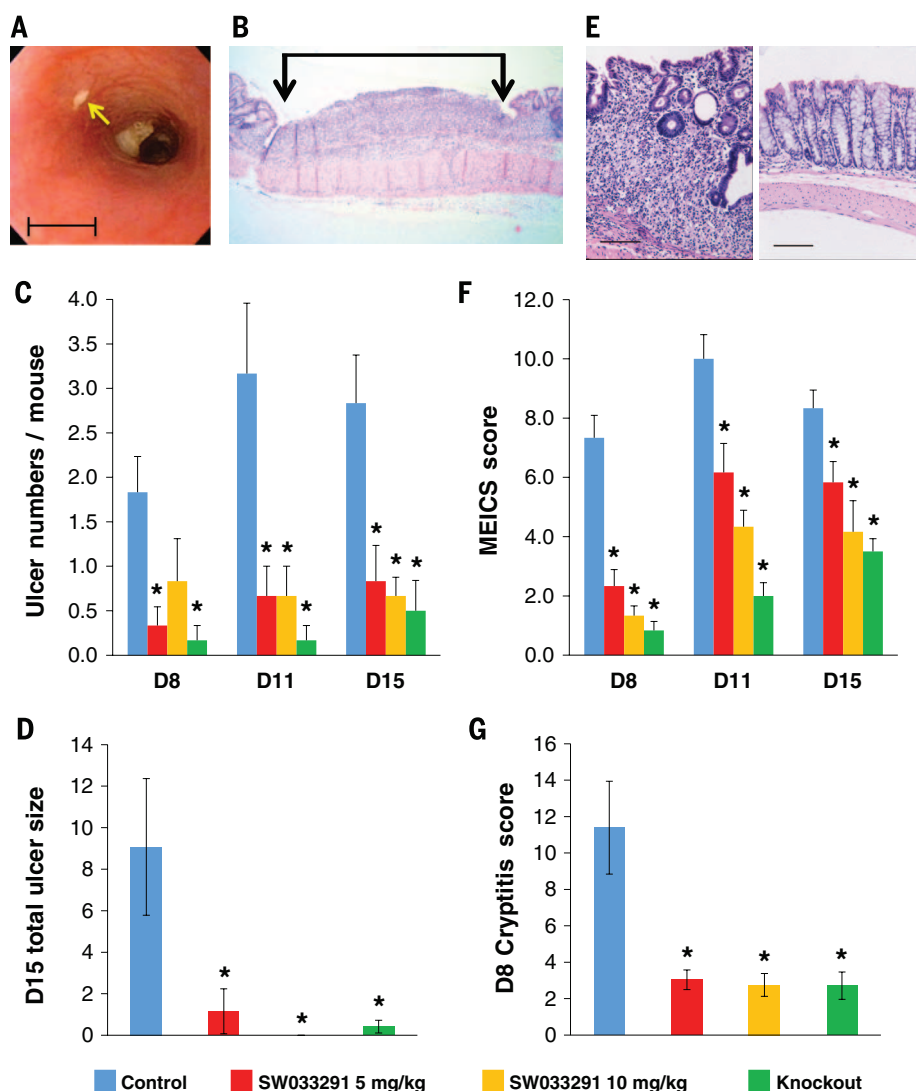 A
B
E
C
Ulcer numbers / mouse
4.0
3.5
3.0
2.5
2.0
1.5
1.0
0.5
0.0
* * * * * * * *
D8 D11 D15
F
MEICS score
10.0
8.0
6.0
4.0
2.0
0.0
* * * * * * * * *
D8 D11 D15
D
D15 total ulcer size
14
12
10
8
6
4
2
0
* * *
G
D8 Cryptitis score
16
14
12
10
8
6
4
2
0
* * *
Control SW033291 5 mg/kg SW033291 10 mg/kg Knockout